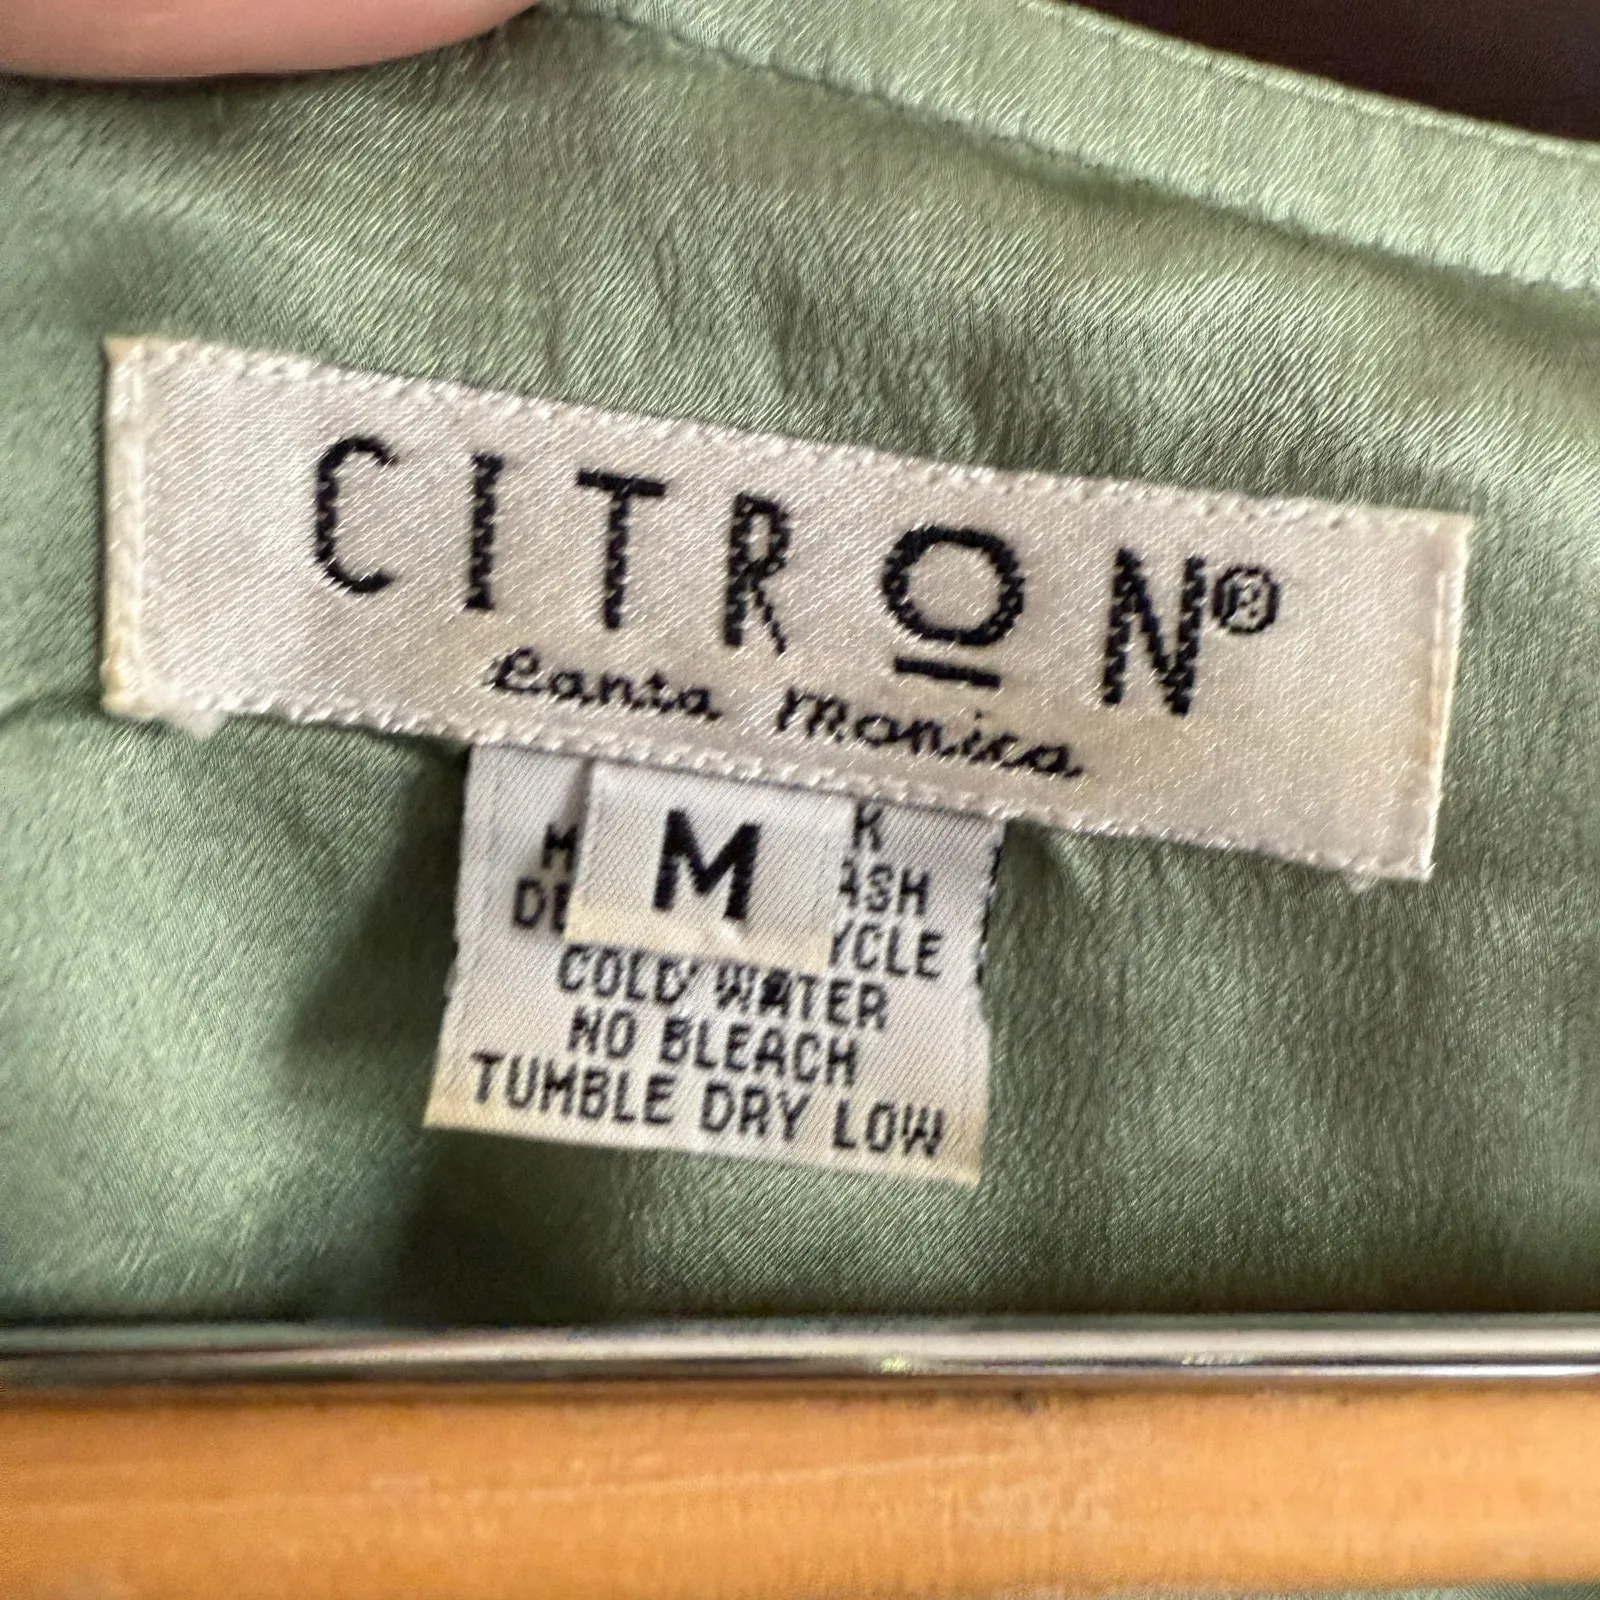 CITRON®
Santa Monica
M
COLD WATER
NO BLEACH
TUMBLE DRY LOW